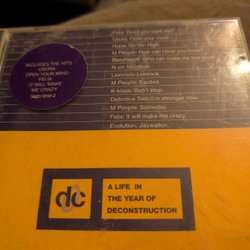 INCLUDES THE HITS
USURA
OPEN YOUR MIND
FELIX
IT WILL MAKE
ME CRAZY
74321 13741-2
Felix: Don't you want me?
Usura: Open your mind.
Hyper Go Go: High.
M People: How can I love you more?
Bassheads: Who can make me feel
Lionrock: Lionrock.
M People: Excited.
K-klass: Don't stop.
Definitive Two: I'm stronger now.
M People: Someday.
Felix: It will make me crazy.
Evolution: Jaywalkin.
dc
A LIFE IN
THE YEAR OF
DECONSTRUCTION